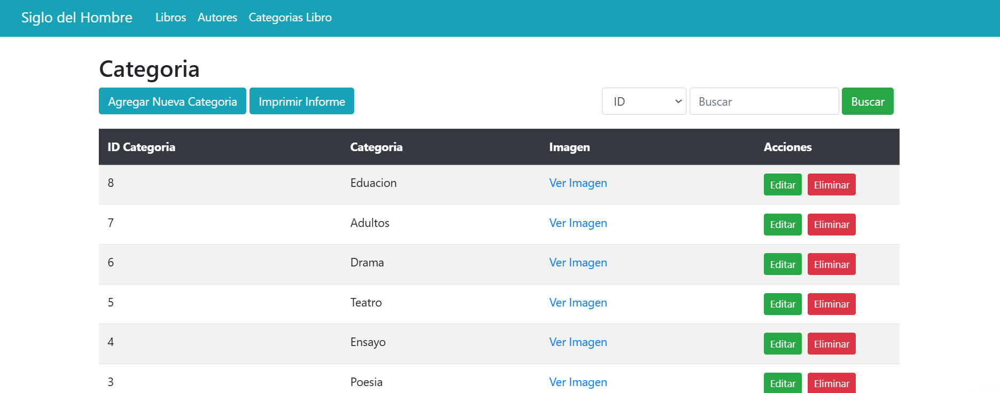 Siglo del Hombre Libros Autores Categorias Libro
Categoria
Agregar Nueva Categoria Imprimir Informe ID Buscar Buscar
ID Categoria Categoria Imagen Acciones
8 Eduacion Ver Imagen Editar Eliminar
7 Adultos Ver Imagen Editar Eliminar
6 Drama Ver Imagen Editar Eliminar
5 Teatro Ver Imagen Editar Eliminar
4 Ensayo Ver Imagen Editar Eliminar
3 Poesia Ver Imagen Editar Eliminar